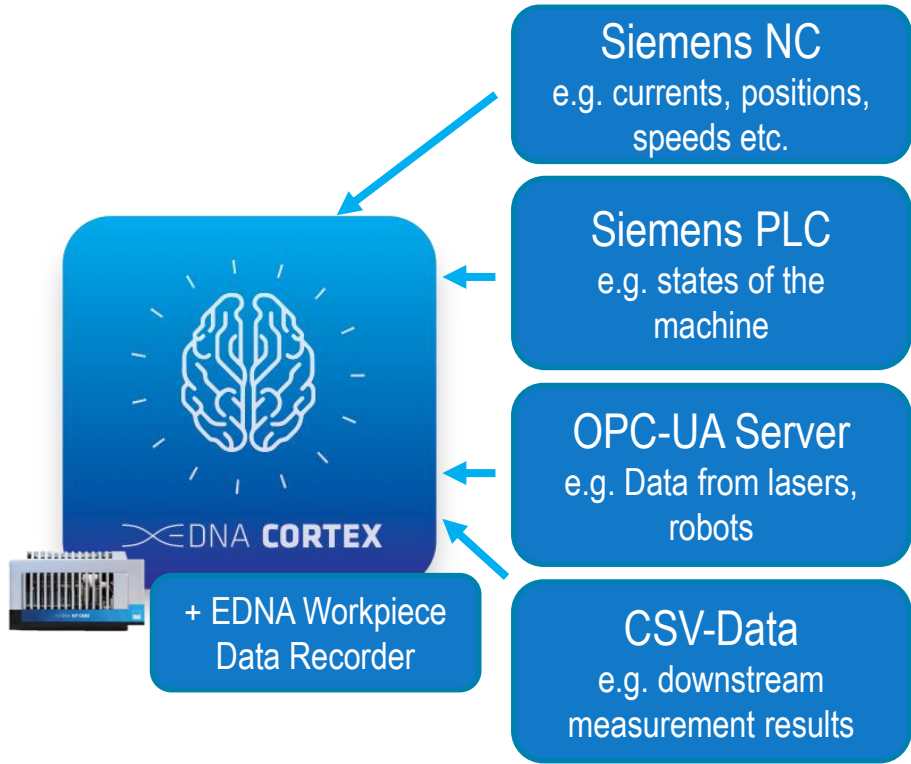 Siemens NC
e.g. currents, positions,
speeds etc.
Siemens PLC
e.g. states of the
machine
OPC-UA Server
e.g. Data from lasers,
robots
CSV-Data
e.g. downstream
measurement results
EDNA CORTEX
+ EDNA Workpiece
Data Recorder